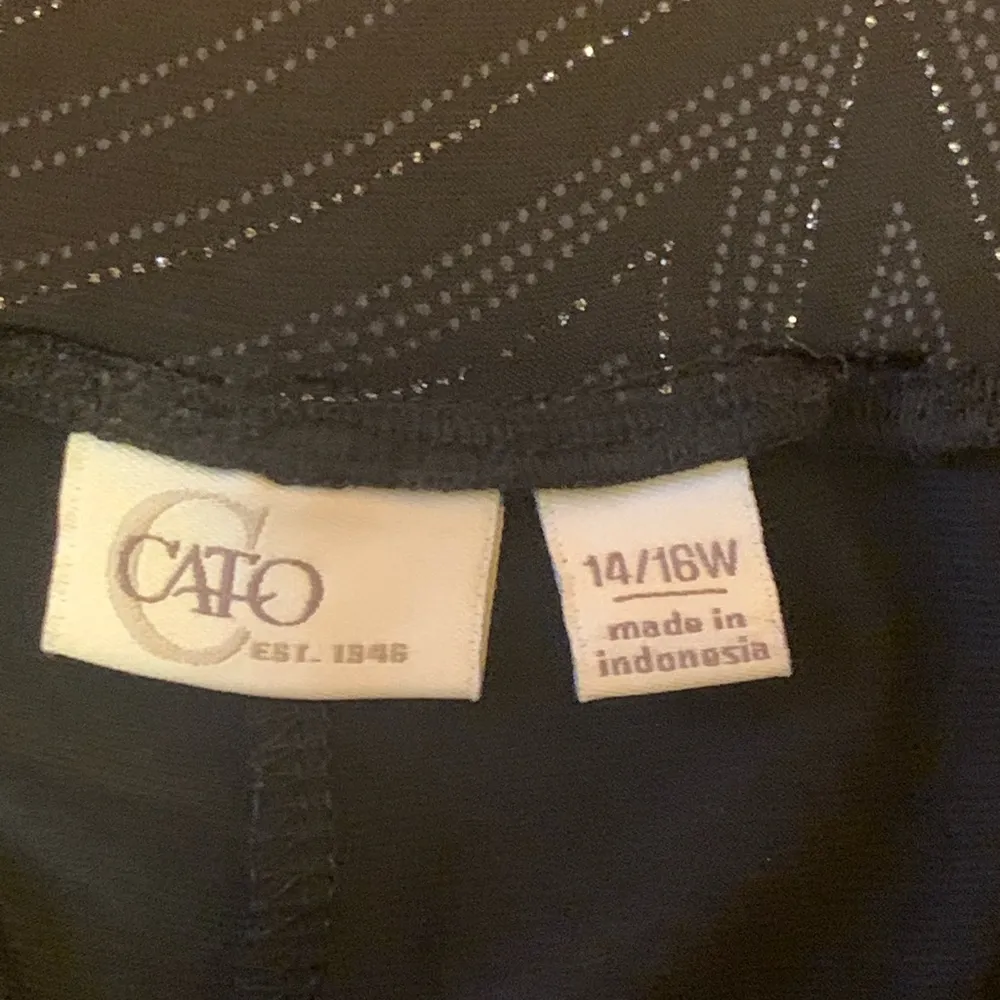 C
CATO
EST. 1946
14/16W
made in
indonesia